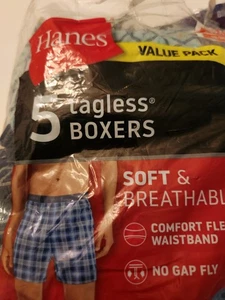 Hanes
VALUE PACK
5 tagless®
BOXERS
SOFT &
BREATHABL
COMFORT FLE
WAISTBAND
NO GAP FLY